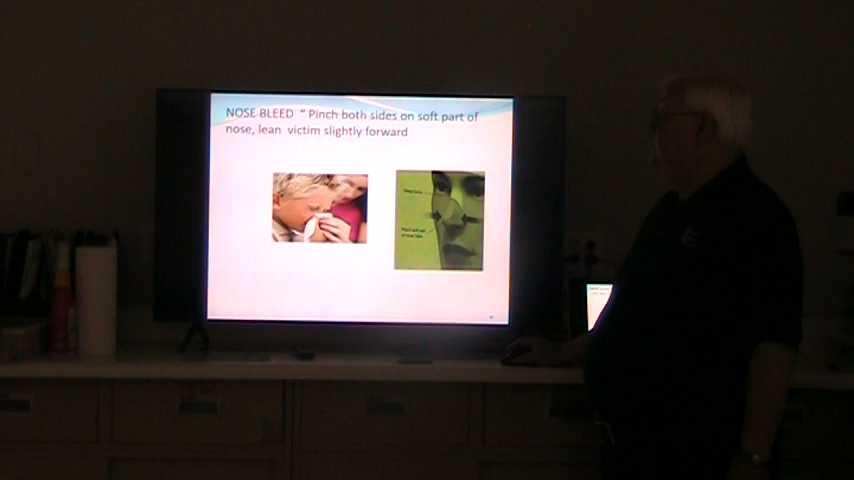 NOSE BLEED " Pinch both sides on soft part of
nose, lean victim slightly forward